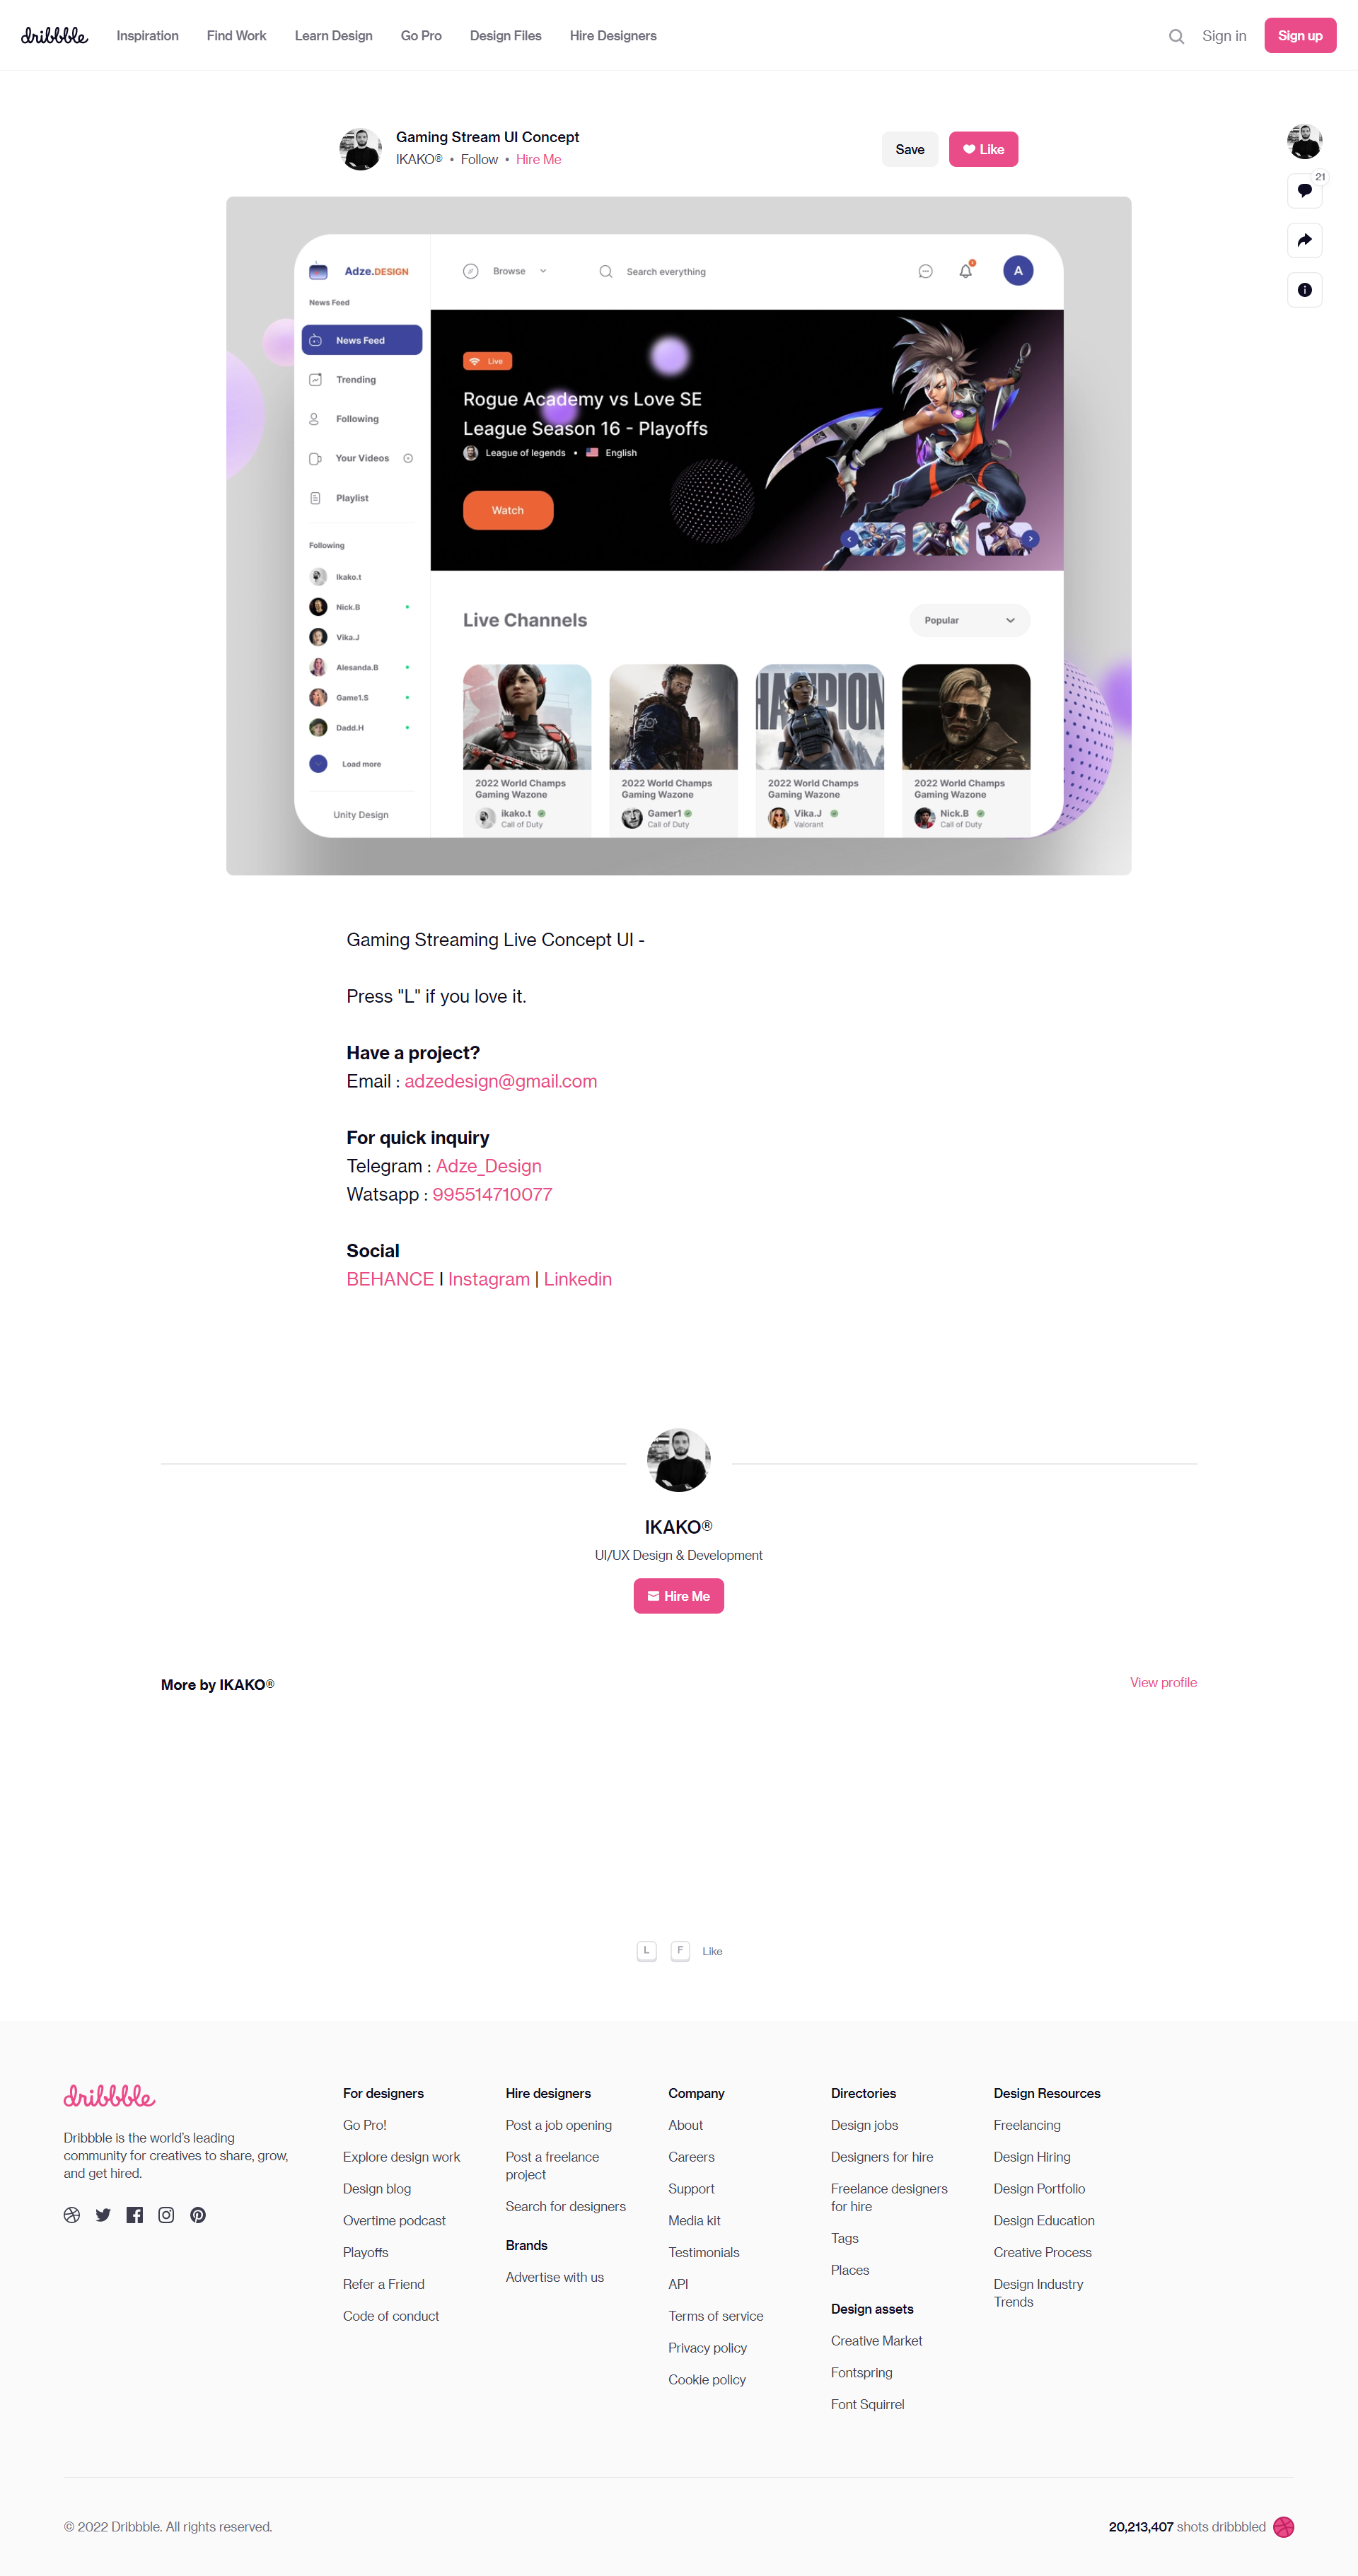 dribbble Inspiration Find Work Learn Design Go Pro Design Files Hire Designers Sign in Sign up
Gaming Stream UI Concept
IKAKO® • Follow • Hire Me
Save Like
21
Adze.DESIGN
News Feed
News Feed
Trending
Following
Your Videos
Playlist
Following
Ikako.t
Nick.B
Vika.J
Alesanda.B
Game1.S
Dadd.H
Load more
Unity Design
Browse Search everything A
Live
Rogue Academy vs Love SE
League Season 16 - Playoffs
League of legends • English
Watch
Live Channels Popular
CHAMPION
2022 World Champs
Gaming Wazone
ikako.t
Call of Duty
2022 World Champs
Gaming Wazone
Gamer1
Call of Duty
2022 World Champs
Gaming Wazone
Vika.J
Valorant
2022 World Champs
Gaming Wazone
Nick.B
Call of Duty
Gaming Streaming Live Concept UI -
Press "L" if you love it.
Have a project?
Email : adzedesign@gmail.com
For quick inquiry
Telegram : Adze_Design
Watsapp : 995514710077
Social
BEHANCE I Instagram | Linkedin
IKAKO®
UI/UX Design & Development
Hire Me
More by IKAKO® View profile
L F Like
dribbble
Dribbble is the world's leading
community for creatives to share, grow,
and get hired.
For designers
Go Pro!
Explore design work
Design blog
Overtime podcast
Playoffs
Refer a Friend
Code of conduct
Hire designers
Post a job opening
Post a freelance
project
Search for designers
Brands
Advertise with us
Company
About
Careers
Support
Media kit
Testimonials
API
Terms of service
Privacy policy
Cookie policy
Directories
Design jobs
Designers for hire
Freelance designers
for hire
Tags
Places
Design assets
Creative Market
Fontspring
Font Squirrel
Design Resources
Freelancing
Design Hiring
Design Portfolio
Design Education
Creative Process
Design Industry
Trends
© 2022 Dribbble. All rights reserved. 20,213,407 shots dribbbled